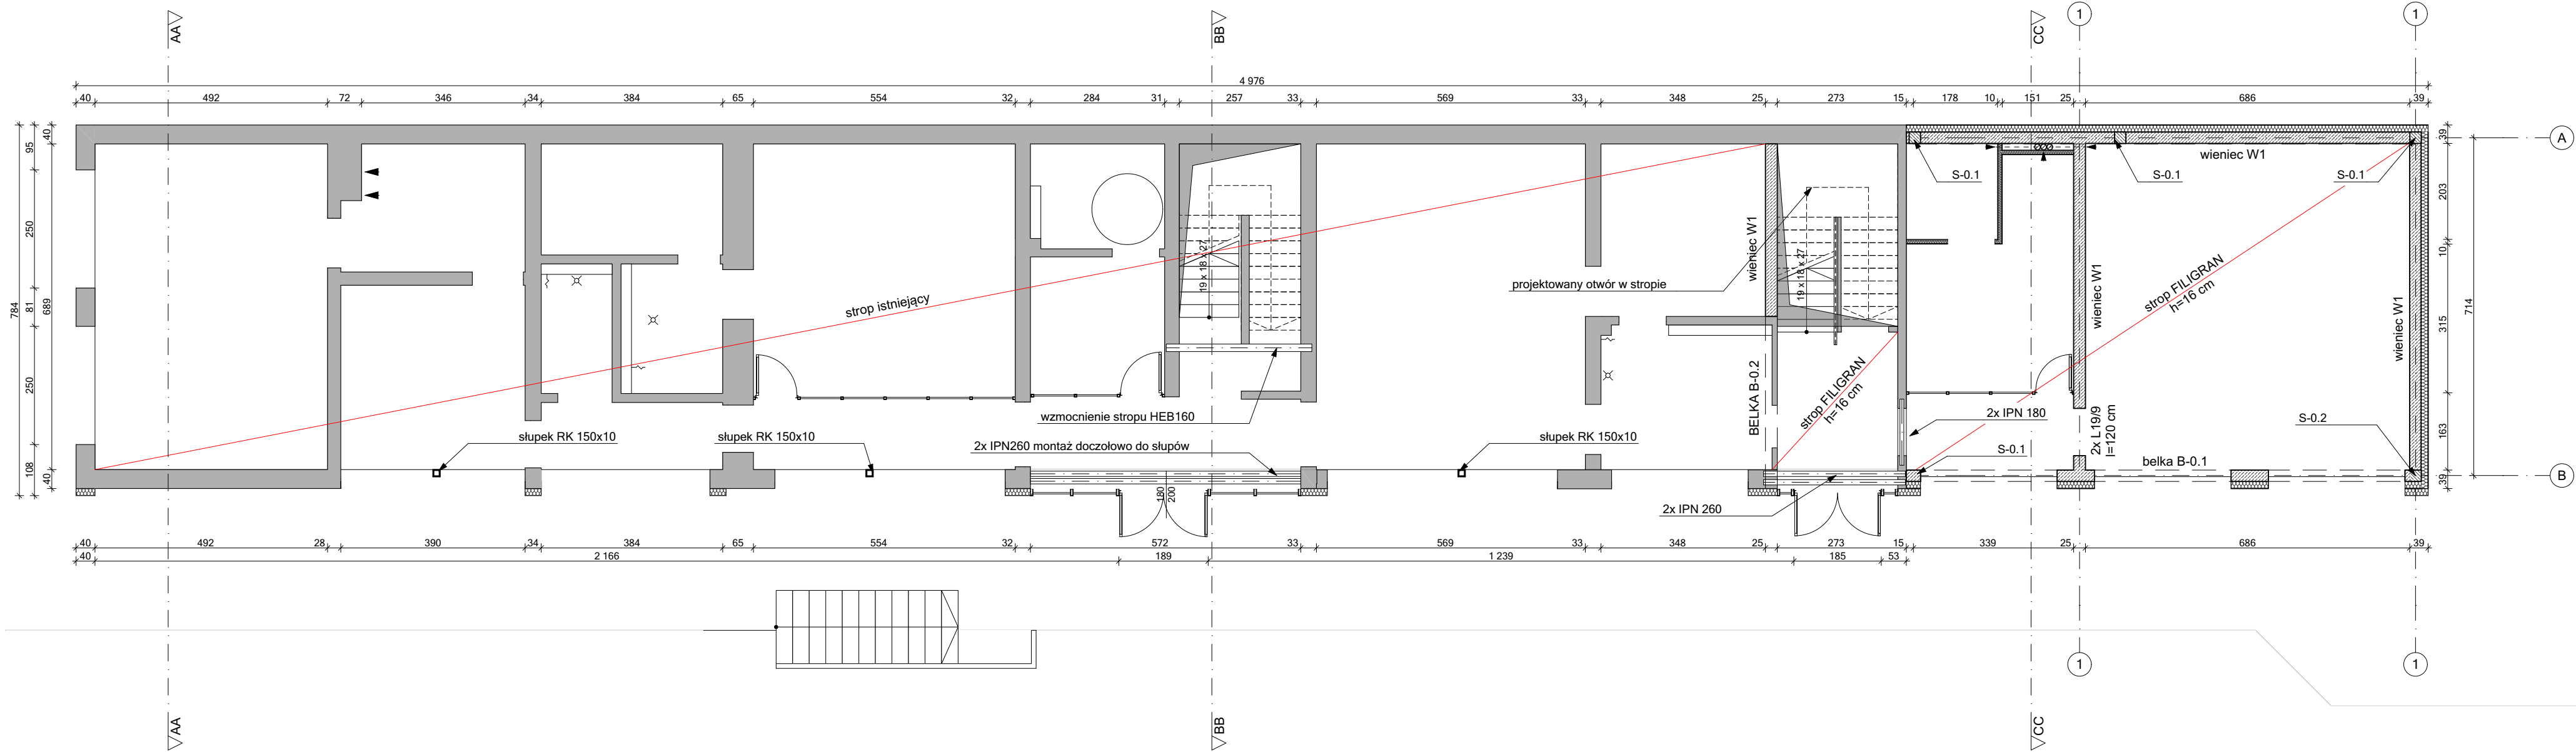 AA
BB
CC
1
1
4 976
40
492
72
346
34
384
65
554
32
284
31
257
33
569
33
348
25
273
15
178
10
151
25
686
39
784
95
250
81
250
108
40
689
40
39
203
10
315
163
39
714
A
B
wieniec W1
S-0.1
S-0.1
S-0.1
19 x 18 x 27
wieniec W1
19 x 18 x 27
projektowany otwór w stropie
strop istniejący
wieniec W1
strop FILIGRAN
h=16 cm
wieniec W1
BELKA B-0.2
strop FILIGRAN
h=16 cm
wzmocnienie stropu HEB160
2x IPN 180
2x L19/9
l=120 cm
S-0.2
słupek RK 150x10
słupek RK 150x10
2x IPN260 montaż doczołowo do słupów
słupek RK 150x10
S-0.1
belka B-0.1
180
200
2x IPN 260
40
492
28
390
34
384
65
554
32
572
33
569
33
348
25
273
15
339
25
686
39
40
2 166
189
1 239
185
53
1
1
AA
BB
CC